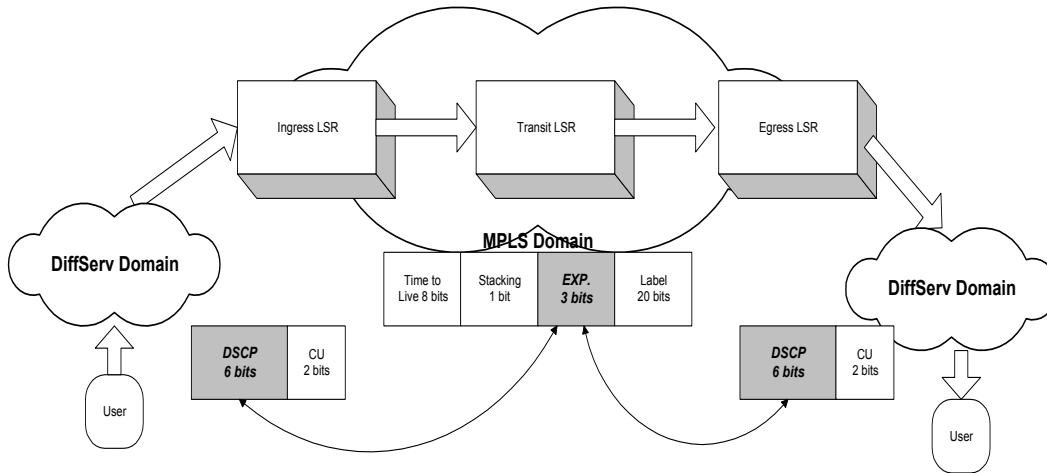 Ingress LSR
Transit LSR
Egress LSR
MPLS Domain
DiffServ Domain
DiffServ Domain
Time to
Live 8 bits
Stacking
1 bit
EXP.
3 bits
Label
20 bits
DSCP
6 bits
CU
2 bits
DSCP
6 bits
CU
2 bits
User
User